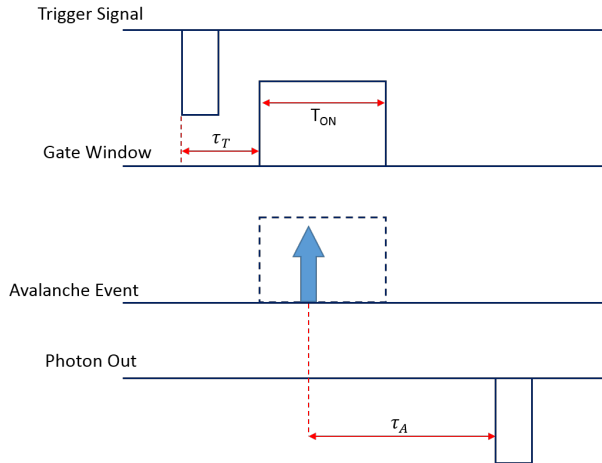 Trigger Signal
T_ON
τ_T
Gate Window
Avalanche Event
Photon Out
τ_A